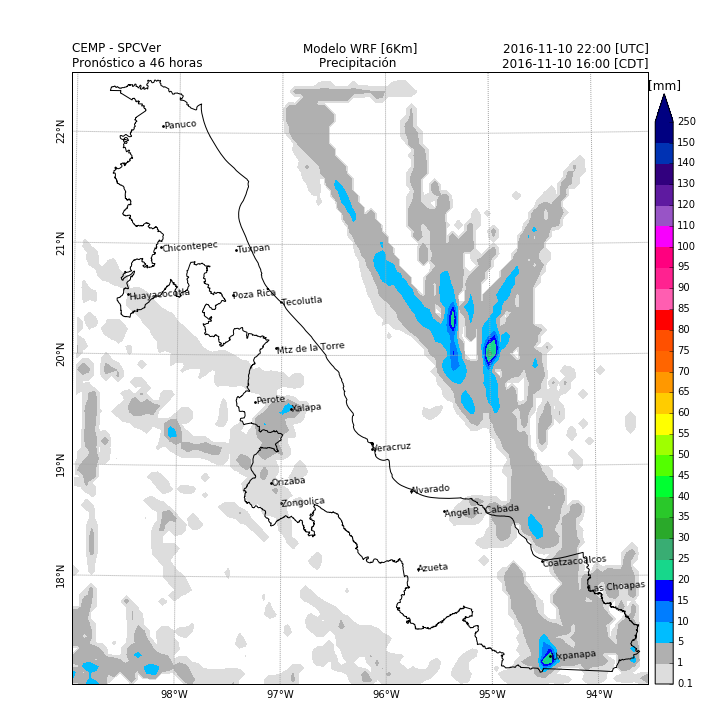 CEMP - SPCVer
Modelo WRF [6Km]
2016-11-10 22:00 [UTC]
Pronóstico a 46 horas
Precipitación
2016-11-10 16:00 [CDT]
[mm]
250
150
140
130
120
110
100
95
90
85
80
75
70
65
60
55
50
45
40
35
30
25
20
15
10
5
1
0.1
22°N
21°N
20°N
19°N
18°N
98°W
97°W
96°W
95°W
94°W
Panuco
Chicontepec
Tuxpan
Huayacocotla
Poza Rica
Tecolutla
Mtz de la Torre
Perote
Xalapa
Veracruz
Orizaba
Alvarado
Zongolica
Angel R. Cabada
Azueta
Coatzacoalcos
Las Choapas
Uxpanapa